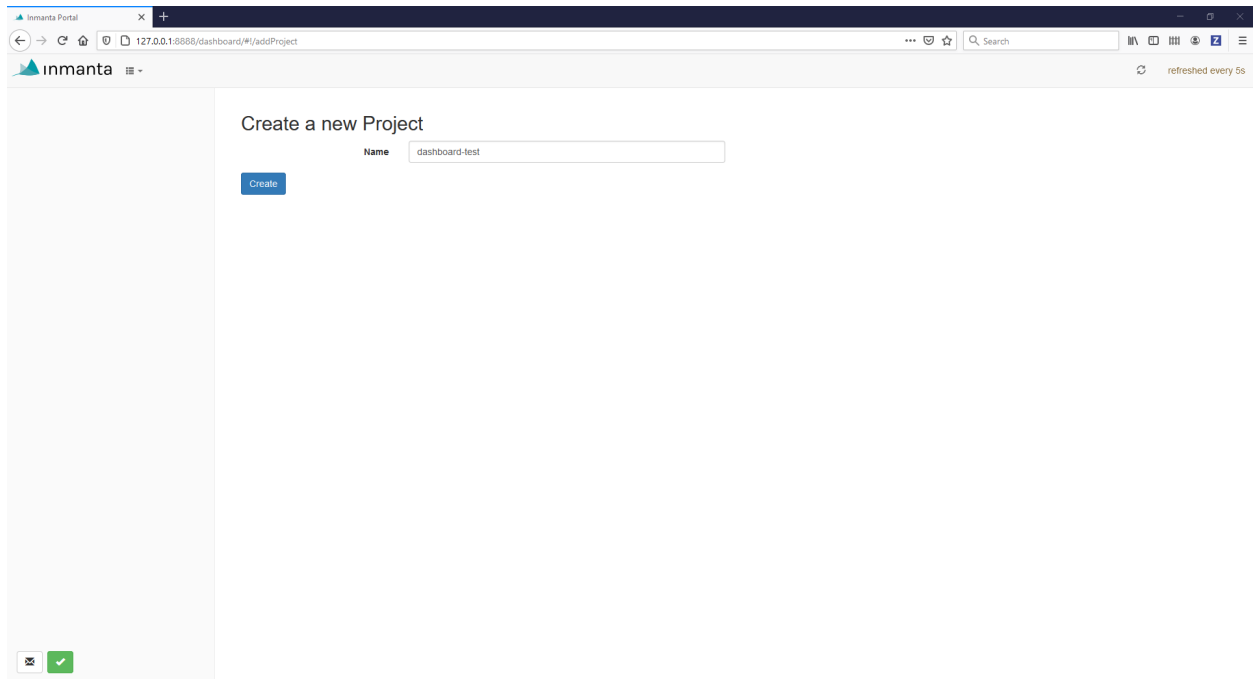 Inmanta Portal
127.0.0.1:8888/dashboard/#!/addProject
Search
Z
inmanta
refreshed every 5s
Create a new Project
Name
dashboard-test
Create